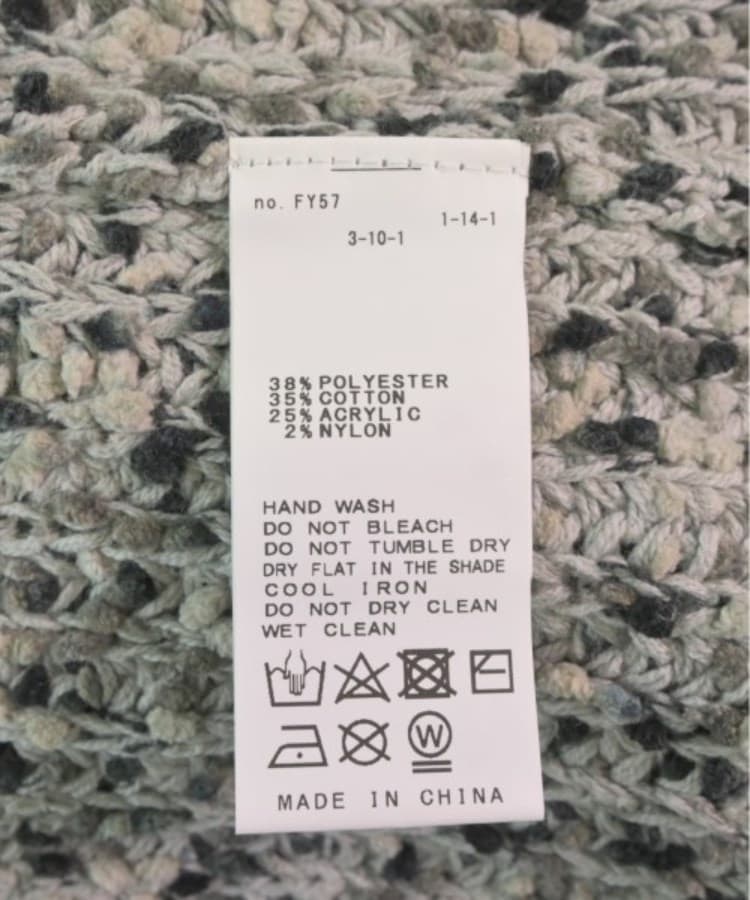 no. FY57
1-14-1
3-10-1
38% POLYESTER
35% COTTON
25% ACRYLIC
2% NYLON
HAND WASH
DO NOT BLEACH
DO NOT TUMBLE DRY
DRY FLAT IN THE SHADE
COOL IRON
DO NOT DRY CLEAN
WET CLEAN
W
MADE IN CHINA